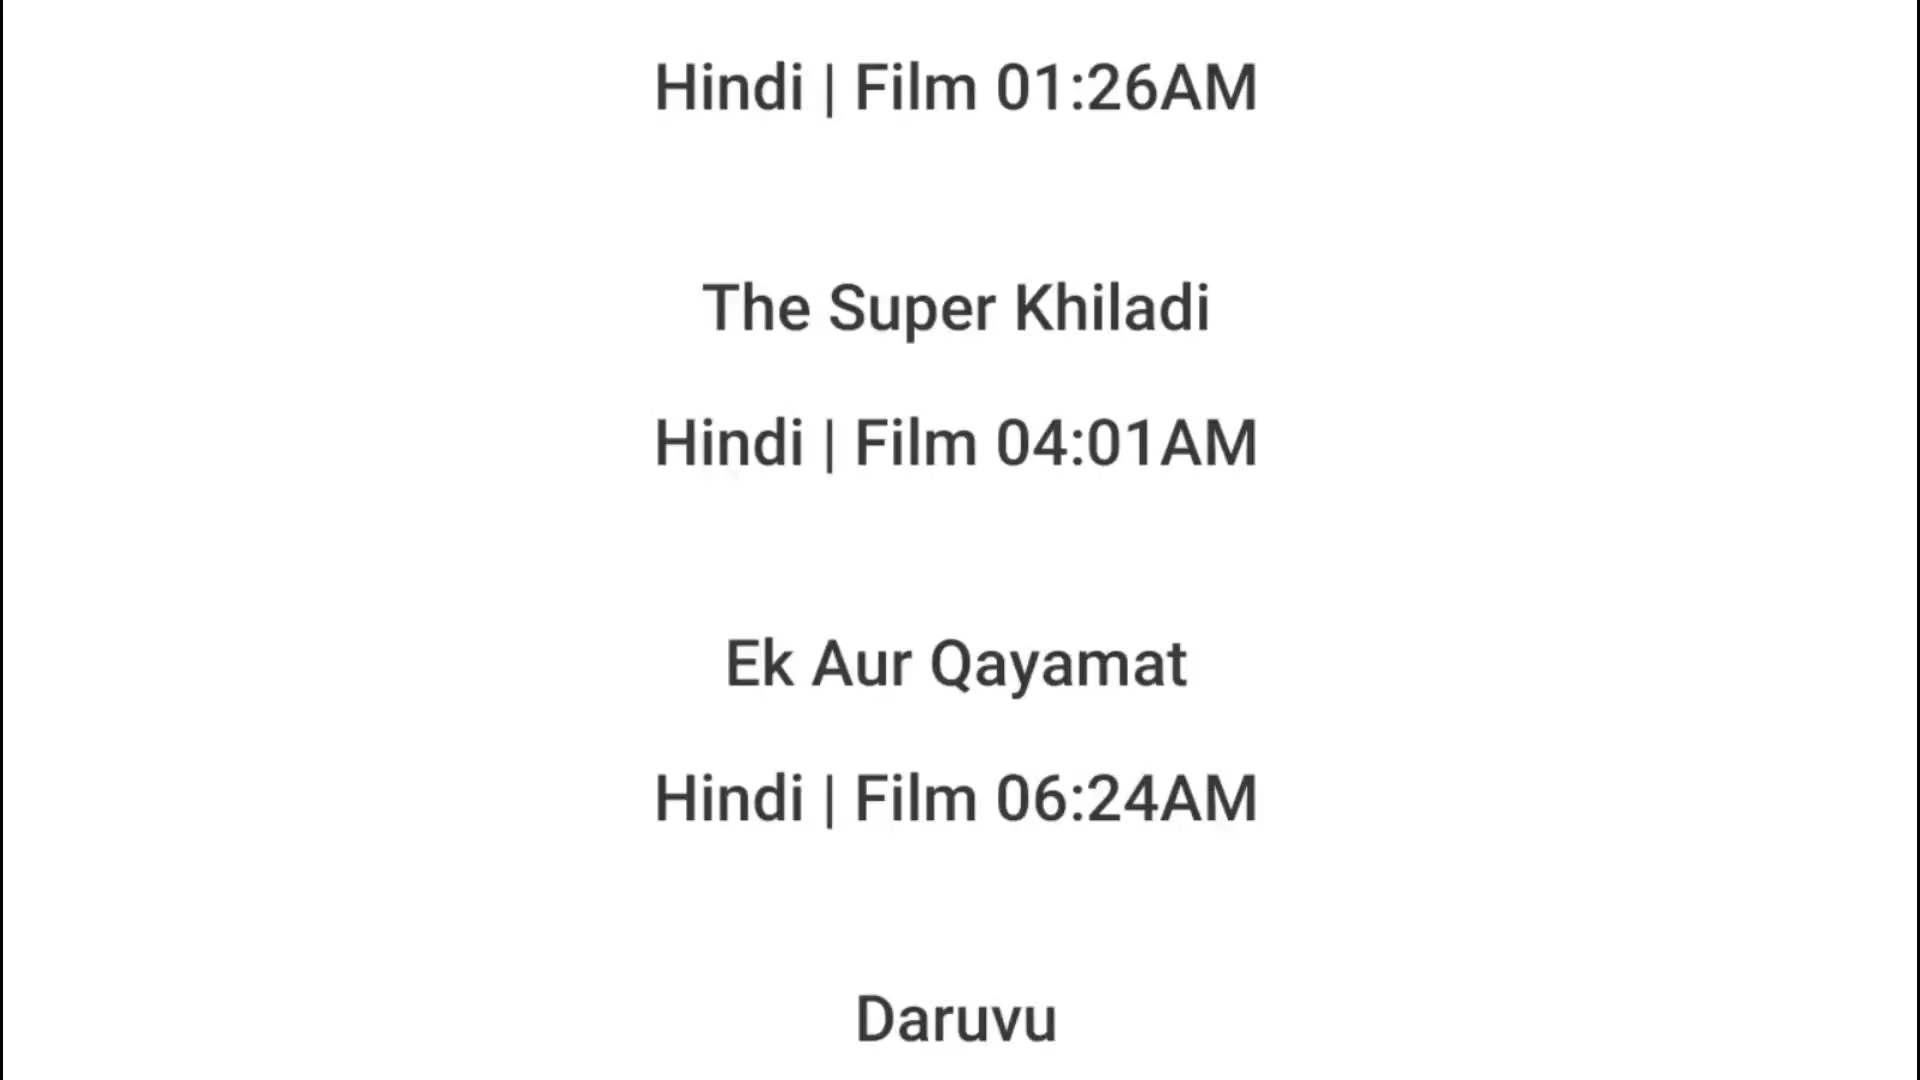 Hindi | Film 01:26AM
The Super Khiladi
Hindi | Film 04:01AM
Ek Aur Qayamat
Hindi | Film 06:24AM
Daruvu